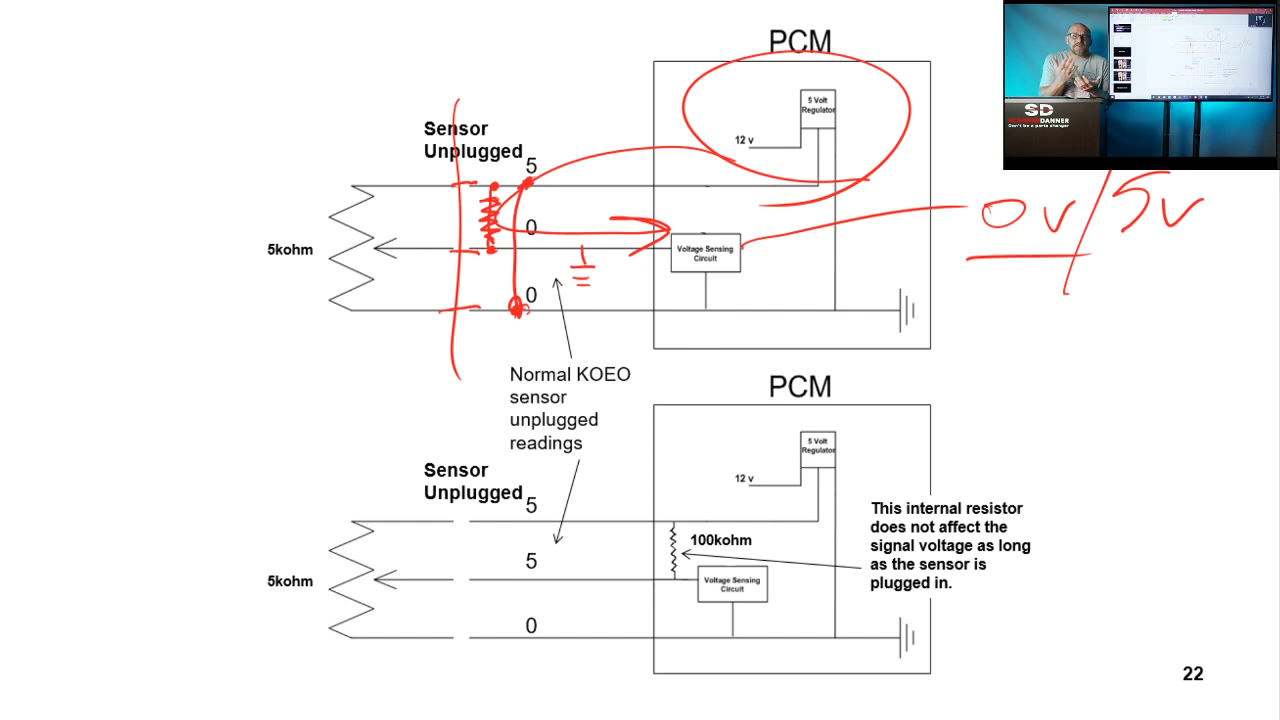 PCM
5 Volt
Regulator
12 v
Sensor
Unplugged
5
0
0
5kohm
Voltage Sensing
Circuit
0v/5v
SD
Don't be a parts changer
Normal KOEO
sensor
unplugged
readings
PCM
5 Volt
Regulator
12 v
Sensor
Unplugged
5
5
0
5kohm
100kohm
Voltage Sensing
Circuit
This internal resistor
does not affect the
signal voltage as long
as the sensor is
plugged in.
22